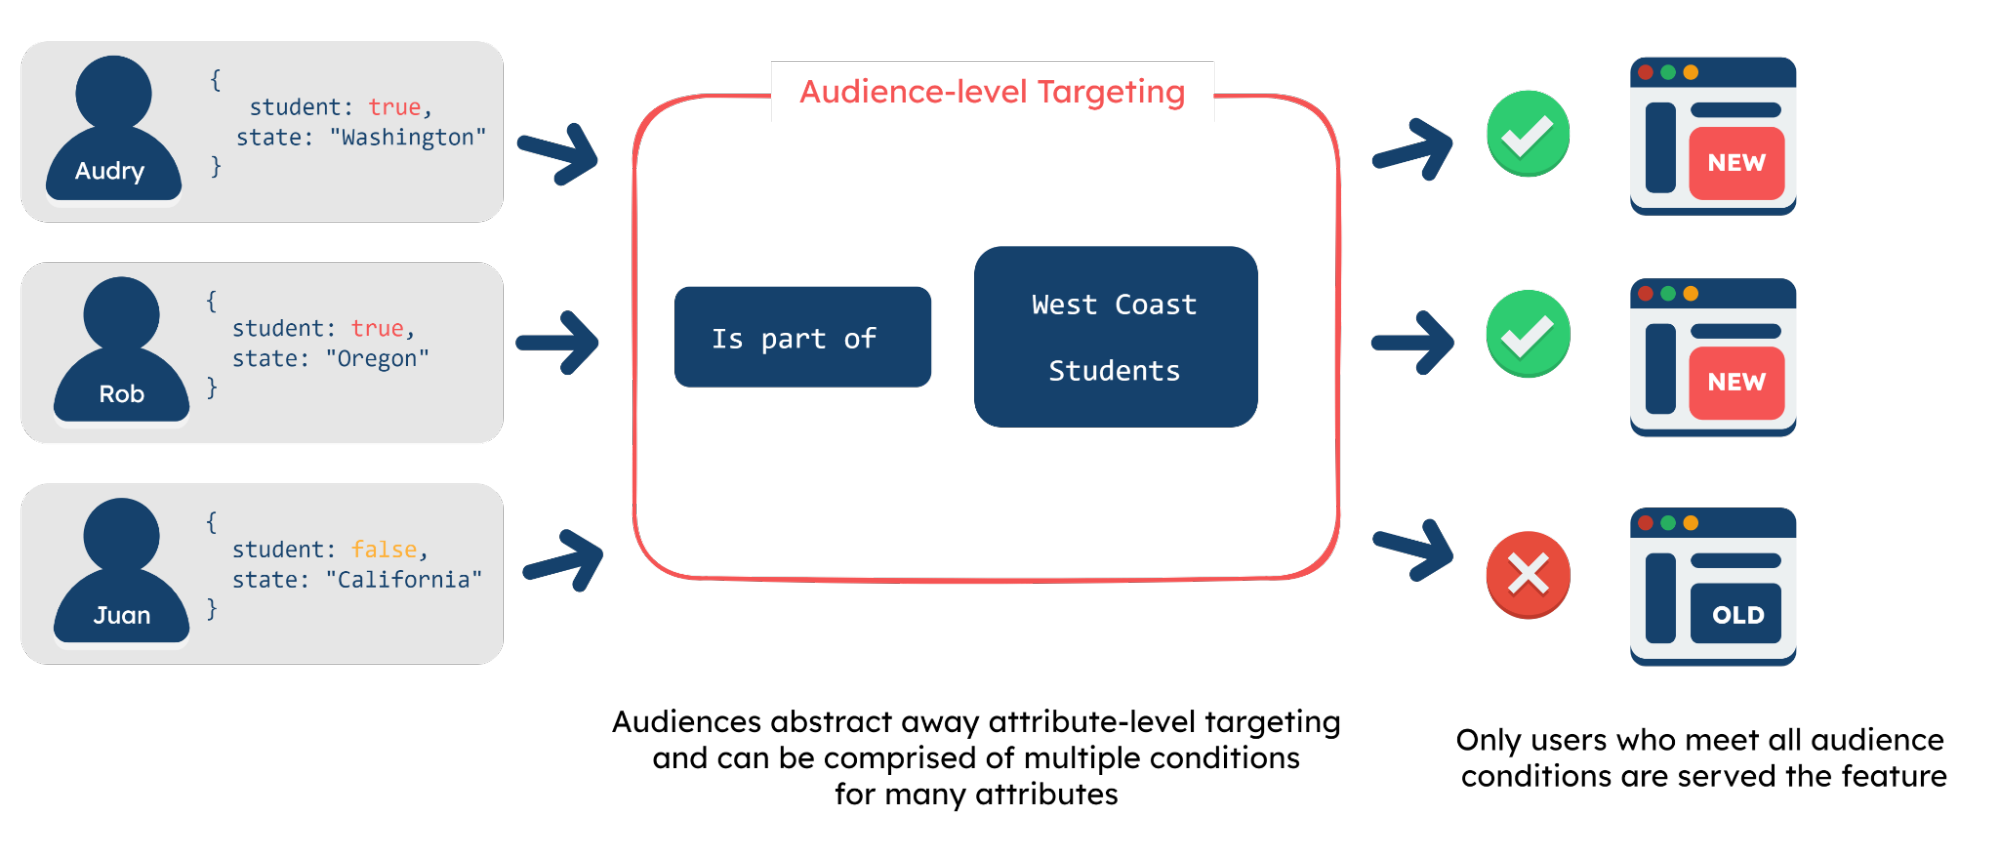 Audience-level Targeting
{
student: true,
state: "Washington"
}
Audry
NEW
{
student: true,
state: "Oregon"
}
Rob
Is part of
West Coast
Students
NEW
{
student: false,
state: "California"
}
Juan
OLD
Audiences abstract away attribute-level targeting
and can be comprised of multiple conditions
for many attributes
Only users who meet all audience
conditions are served the feature